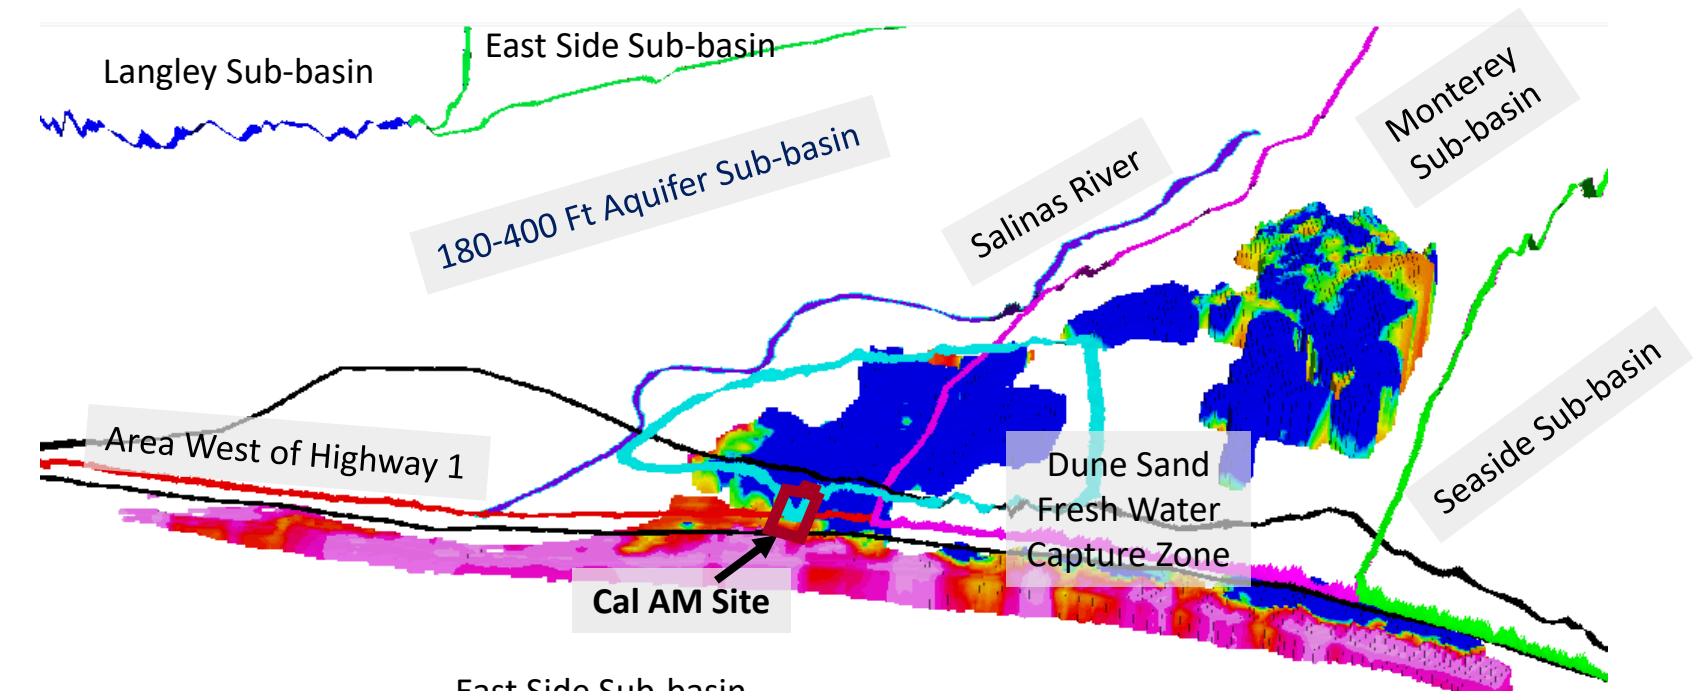 East Side Sub-basin
Langley Sub-basin
Monterey
Sub-basin
180-400 Ft Aquifer Sub-basin
Salinas River
Seaside Sub-basin
Area West of Highway 1
Dune Sand
Fresh Water
Capture Zone
Cal AM Site
East Side Sub-basin